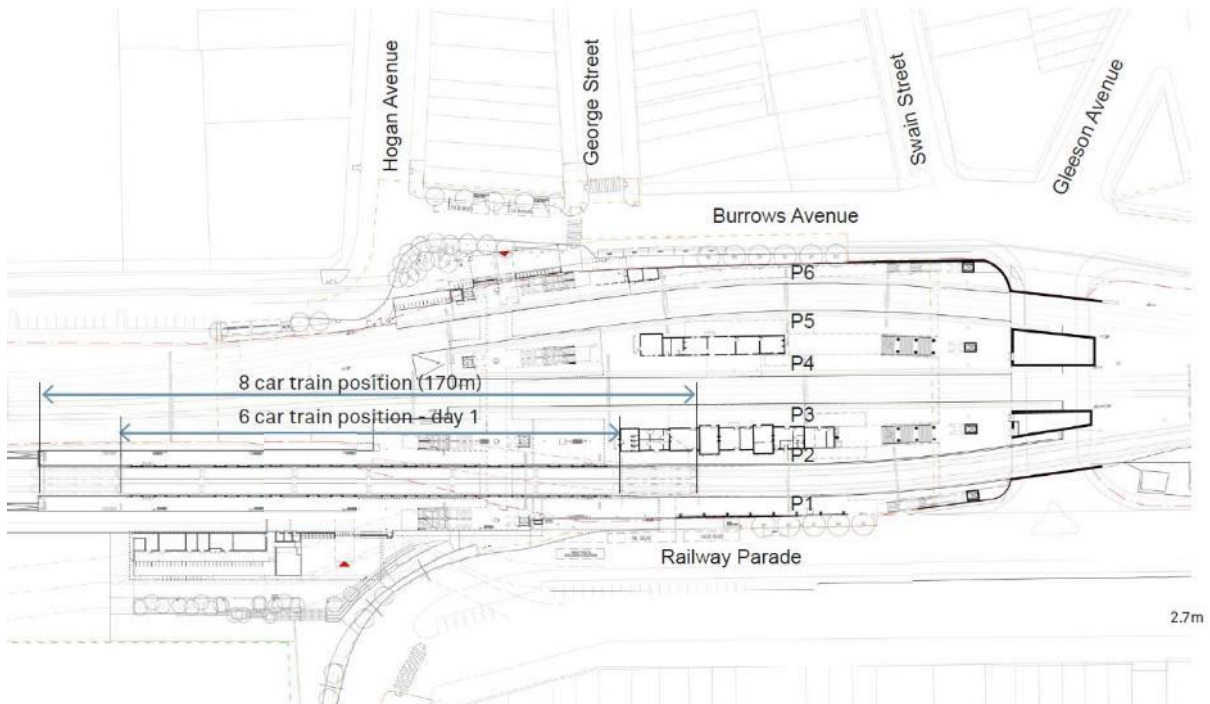 Hogan Avenue
George Street
Swain Street
Gleeson Avenue
Burrows Avenue
P6
P5
P4
8 car train position (170m)
6 car train position - day 1
P3
P2
P1
Railway Parade
2.7m